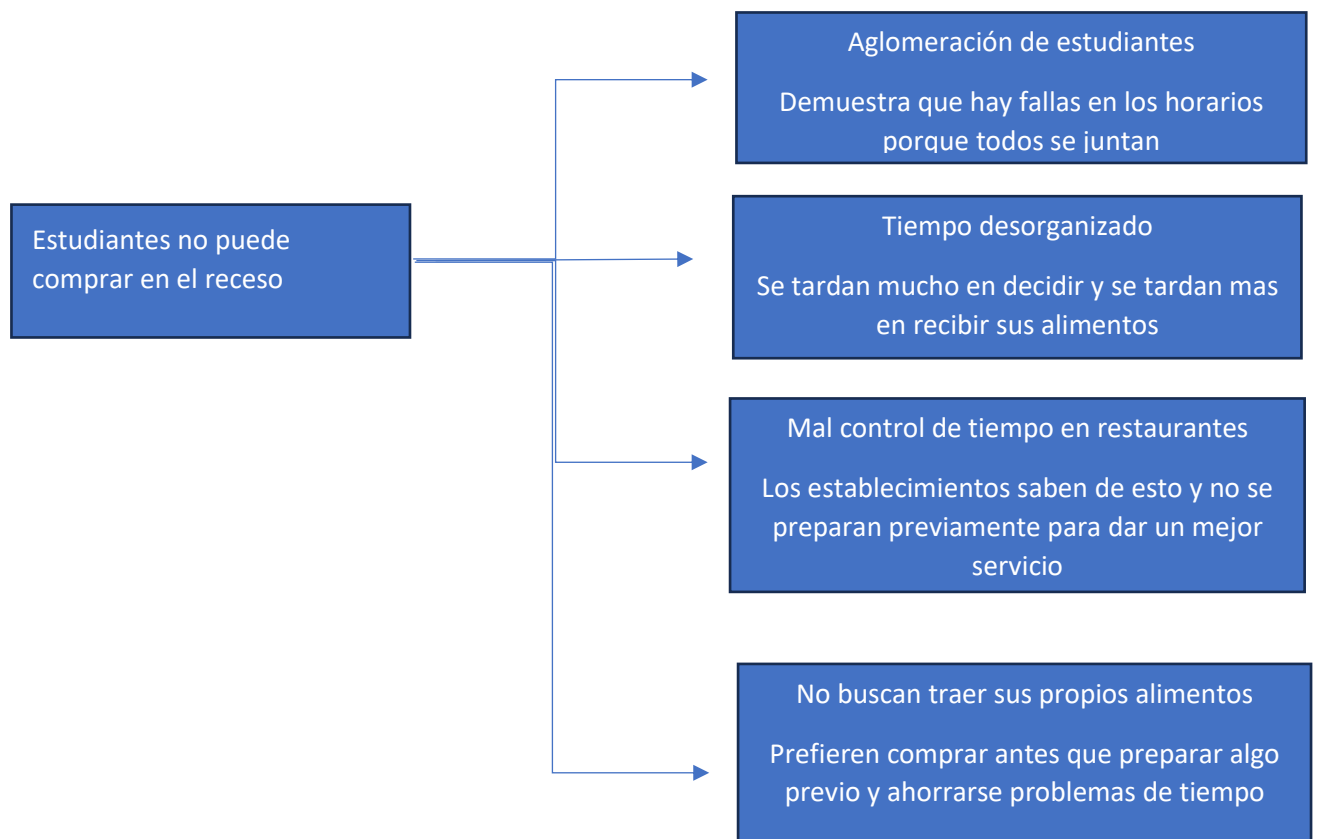 Aglomeración de estudiantes
Demuestra que hay fallas en los horarios
porque todos se juntan
Estudiantes no puede
comprar en el receso
Tiempo desorganizado
Se tardan mucho en decidir y se tardan mas
en recibir sus alimentos
Mal control de tiempo en restaurantes
Los establecimientos saben de esto y no se
preparan previamente para dar un mejor
servicio
No buscan traer sus propios alimentos
Prefieren comprar antes que preparar algo
previo y ahorrarse problemas de tiempo